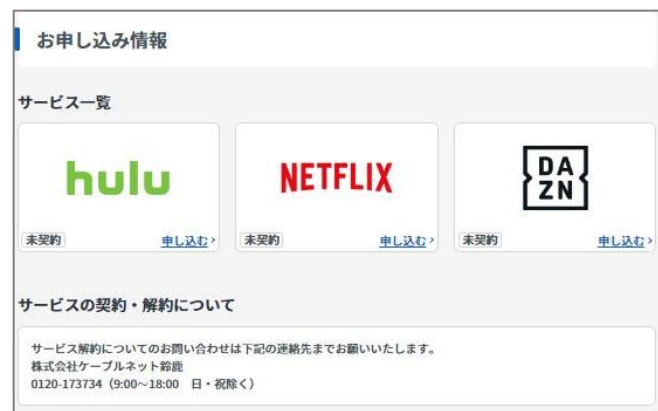 お申し込み情報
サービス一覧
hulu
NETFLIX
DA
ZN
未契約 申し込む›
未契約 申し込む›
未契約 申し込む›
サービスの契約・解約について
サービス解約についてのお問い合わせは下記の連絡先までお願いいたします。
株式会社ケーブルネット鈴鹿
0120-173734（9:00～18:00　日・祝除く）